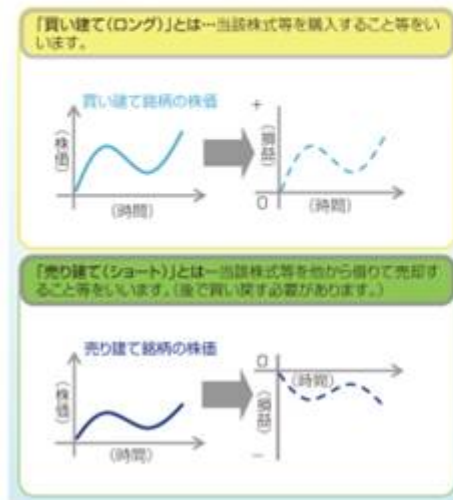 「買い建て(ロング)」とは…当該株式等を購入すること等をい
います。
買い建て銘柄の株価
(株価)
(時間)
+
(損益)
0
(時間)
「売り建て(ショート)」とは…当該株式等を他から借りて売却す
ること等をいいます。(後で買い戻す必要があります。)
売り建て銘柄の株価
(株価)
(時間)
0
(時間)
(損益)
－